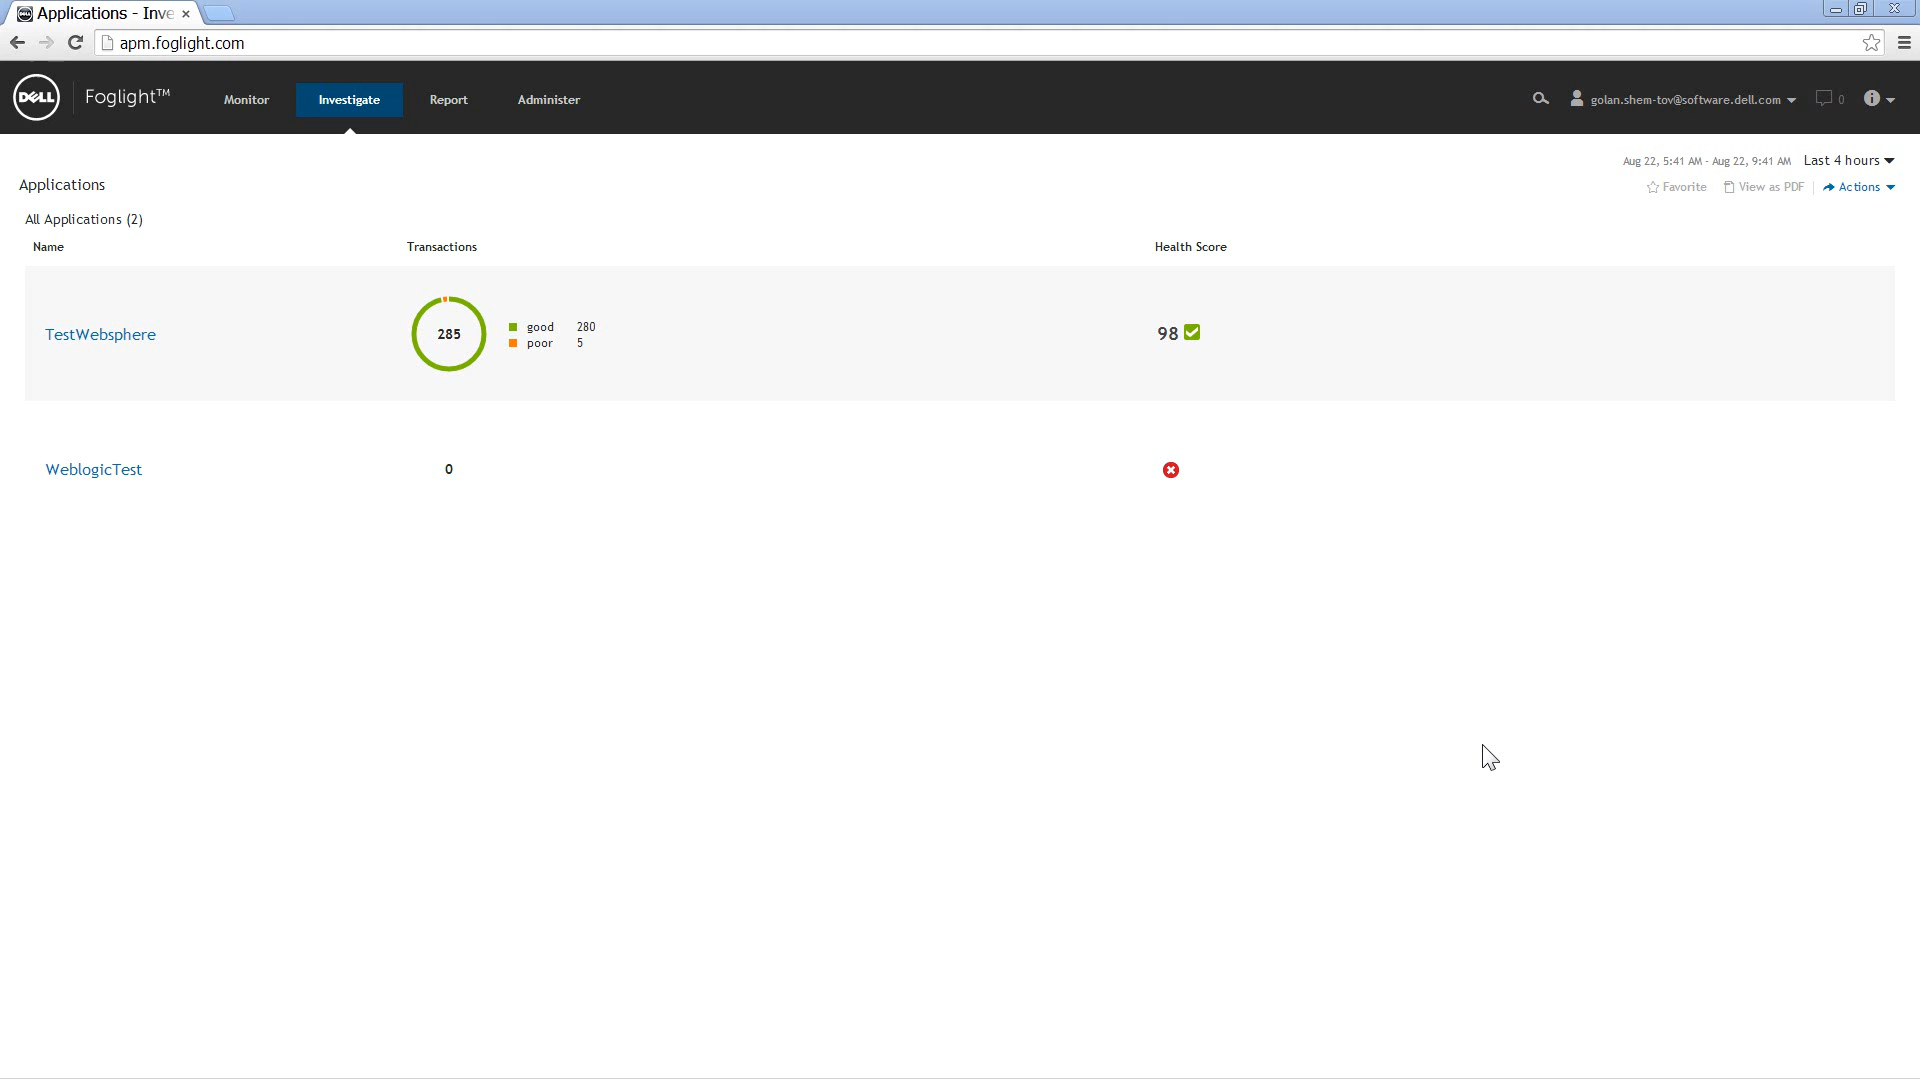 Applications - Inve
apm.foglight.com
DELL Foglight™ Monitor Investigate Report Administer golan.shem-tov@software.dell.com 0
Aug 22, 5:41 AM - Aug 22, 9:41 AM Last 4 hours
Applications
Favorite View as PDF Actions
All Applications (2)
Name Transactions Health Score
TestWebsphere 285 good 280 98
poor 5
WeblogicTest 0